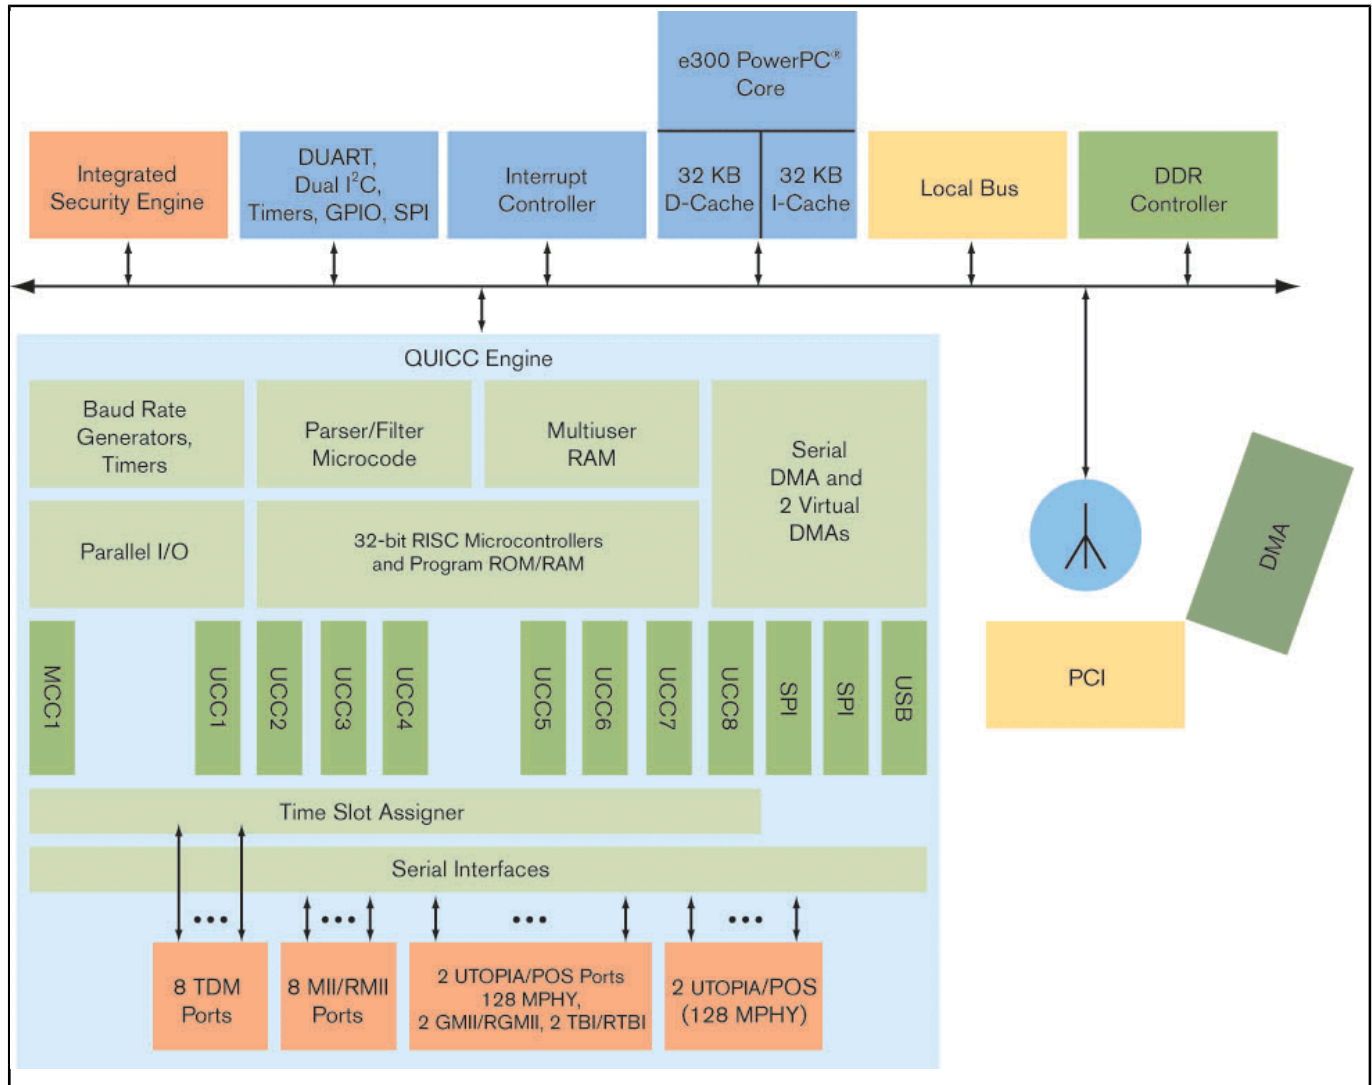 e300 PowerPC®
Core
Integrated
Security Engine
DUART,
Dual I²C,
Timers, GPIO, SPI
Interrupt
Controller
32 KB
D-Cache
32 KB
I-Cache
Local Bus
DDR
Controller
QUICC Engine
Baud Rate
Generators,
Timers
Parser/Filter
Microcode
Multiuser
RAM
Serial
DMA and
2 Virtual
DMAs
Parallel I/O
32-bit RISC Microcontrollers
and Program ROM/RAM
DMA
PCI
MCC1
UCC1
UCC2
UCC3
UCC4
UCC5
UCC6
UCC7
UCC8
SPI
SPI
USB
Time Slot Assigner
Serial Interfaces
8 TDM
Ports
8 MII/RMII
Ports
2 UTOPIA/POS Ports
128 MPHY,
2 GMII/RGMII, 2 TBI/RTBI
2 UTOPIA/POS
(128 MPHY)